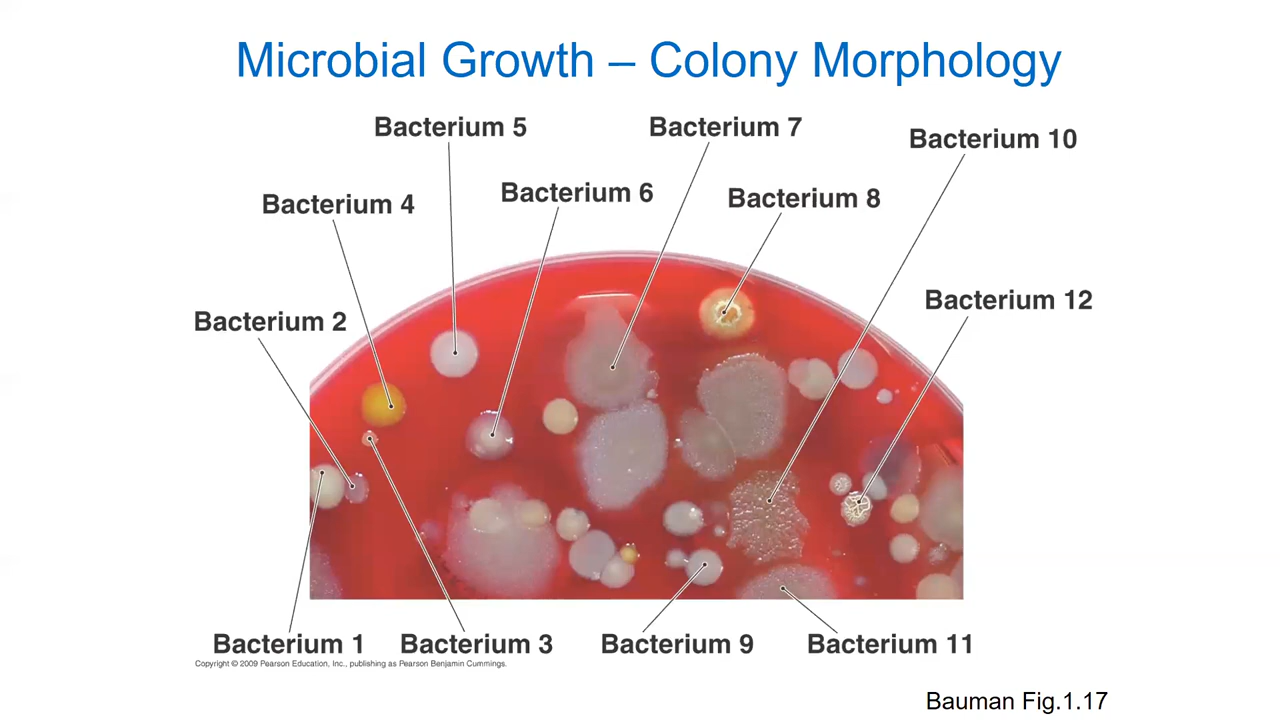 Microbial Growth – Colony Morphology
Bacterium 5
Bacterium 7
Bacterium 10
Bacterium 4
Bacterium 6
Bacterium 8
Bacterium 2
Bacterium 12
Bacterium 1
Bacterium 3
Bacterium 9
Bacterium 11
Copyright © 2009 Pearson Education, Inc., publishing as Pearson Benjamin Cummings.
Bauman Fig.1.17